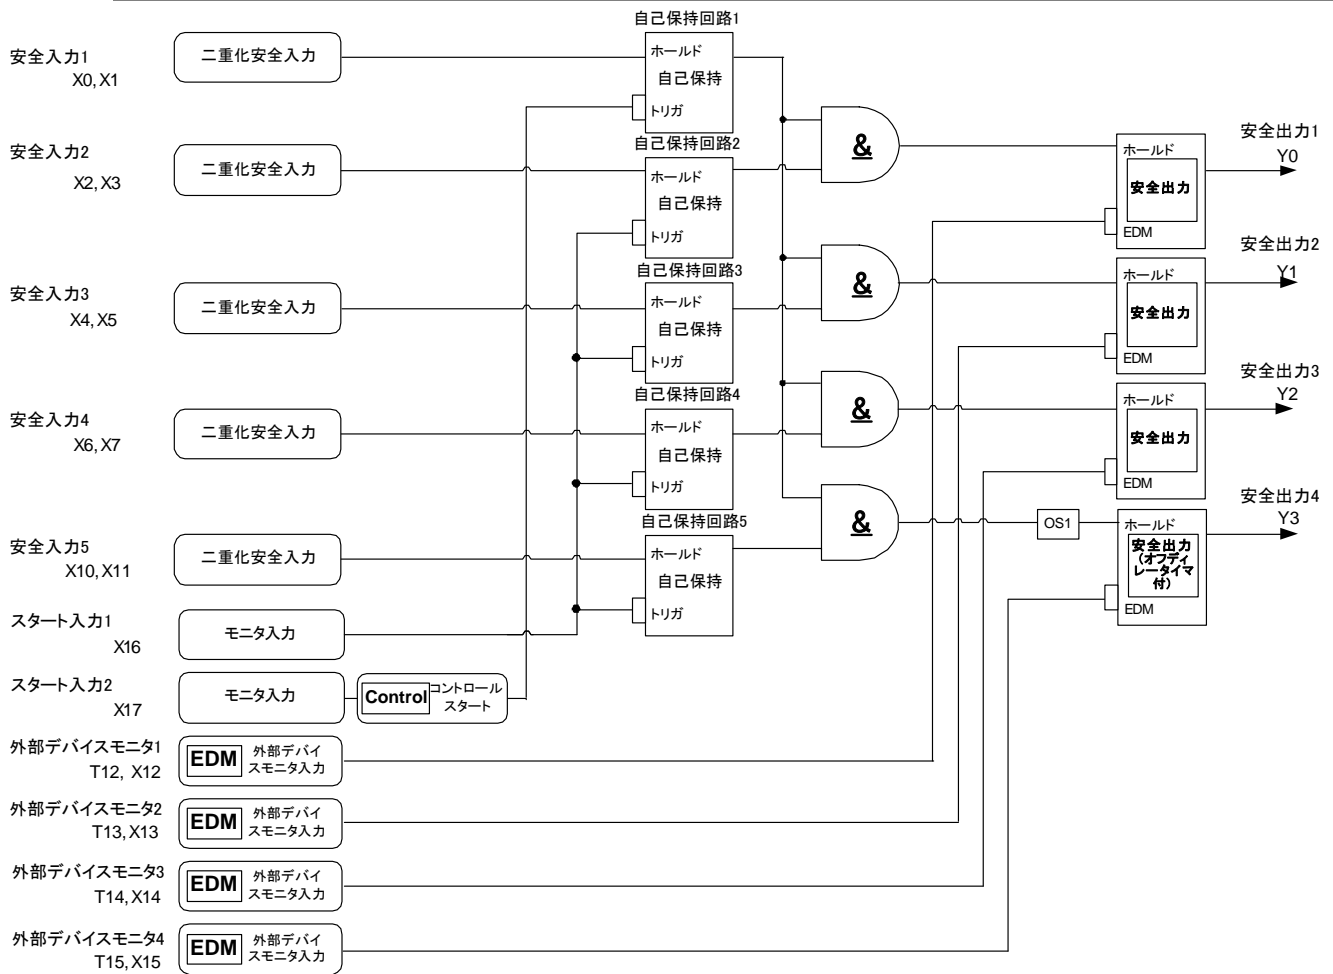 自己保持回路1
安全入力1
X0, X1
二重化安全入力
ホールド
自己保持
トリガ
自己保持回路2
安全入力2
X2, X3
二重化安全入力
ホールド
自己保持
トリガ
&
ホールド
安全出力
EDM
安全出力1
Y0
自己保持回路3
安全入力3
X4, X5
二重化安全入力
ホールド
自己保持
トリガ
&
ホールド
安全出力
EDM
安全出力2
Y1
自己保持回路4
安全入力4
X6, X7
二重化安全入力
ホールド
自己保持
トリガ
&
ホールド
安全出力
EDM
安全出力3
Y2
自己保持回路5
安全入力5
X10, X11
二重化安全入力
ホールド
自己保持
トリガ
&
OS1
ホールド
安全出力
(オフディ
レータイマ
付)
EDM
安全出力4
Y3
スタート入力1
X16
モニタ入力
スタート入力2
X17
モニタ入力
Control
コントロール
スタート
外部デバイスモニタ1
T12, X12
EDM
外部デバイ
スモニタ入力
外部デバイスモニタ2
T13, X13
EDM
外部デバイ
スモニタ入力
外部デバイスモニタ3
T14, X14
EDM
外部デバイ
スモニタ入力
外部デバイスモニタ4
T15, X15
EDM
外部デバイ
スモニタ入力